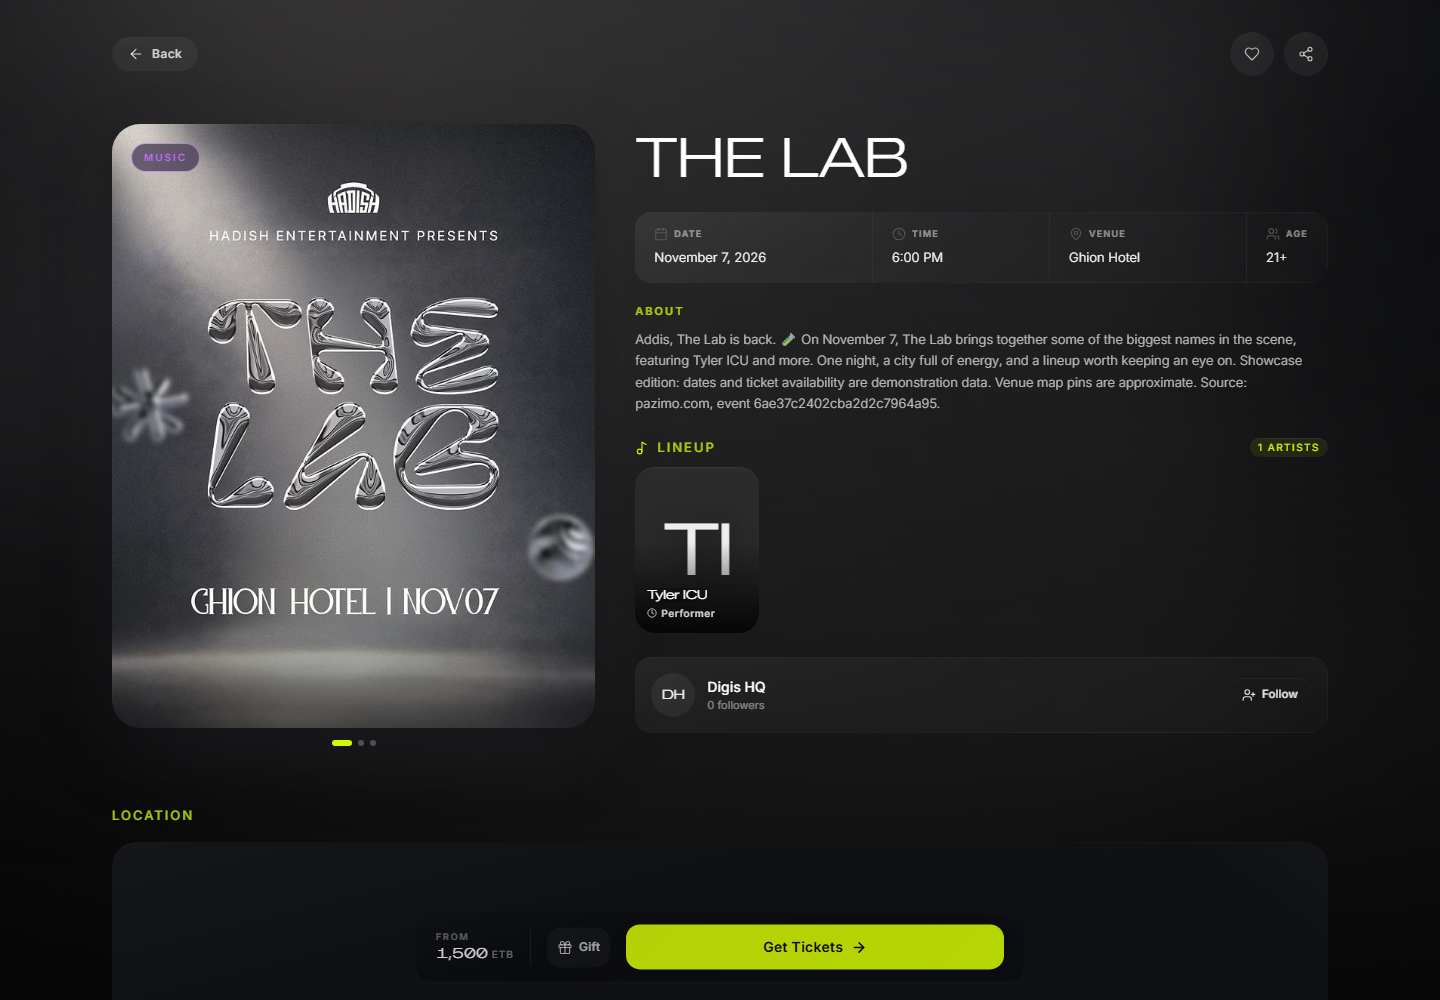 Back
MUSIC
HADISH
HADISH ENTERTAINMENT PRESENTS
THE
LAB
GHION HOTEL | NOV 07
THE LAB
DATE
November 7, 2026
TIME
6:00 PM
VENUE
Ghion Hotel
AGE
21+
ABOUT
Addis, The Lab is back. 🧪 On November 7, The Lab brings together some of the biggest names in the scene,
featuring Tyler ICU and more. One night, a city full of energy, and a lineup worth keeping an eye on. Showcase
edition: dates and ticket availability are demonstration data. Venue map pins are approximate. Source:
pazimo.com, event 6ae37c2402cba2d2c7964a95.
LINEUP
1 ARTISTS
TI
Tyler ICU
Performer
DH
Digis HQ
0 followers
Follow
LOCATION
FROM
1,500 ETB
Gift
Get Tickets